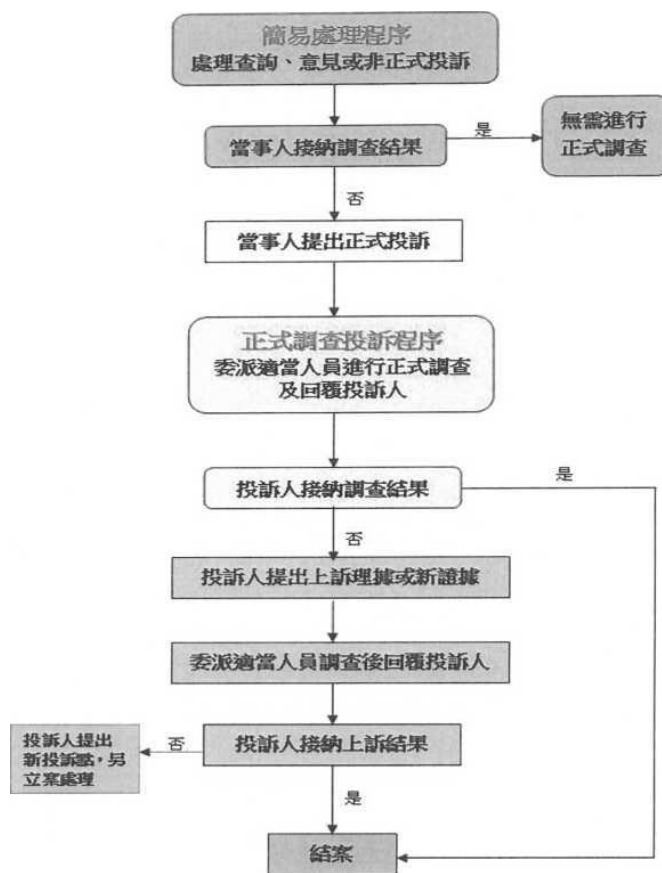 簡易處理程序
處理查詢、意見或非正式投訴
當事人接納調查結果
是
無需進行
正式調查
否
當事人提出正式投訴
正式調查投訴程序
委派適當人員進行正式調查
及回覆投訴人
投訴人接納調查結果
是
否
投訴人提出上訴理據或新證據
委派適當人員調查後回覆投訴人
投訴人接納上訴結果
否
投訴人提出
新投訴點，另
立案處理
是
結案